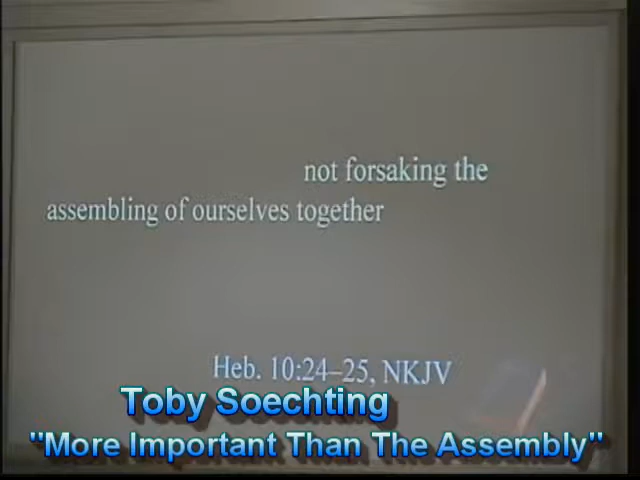 not forsaking the
assembling of ourselves together
Heb. 10:24–25, NKJV
Toby Soechting
"More Important Than The Assembly"